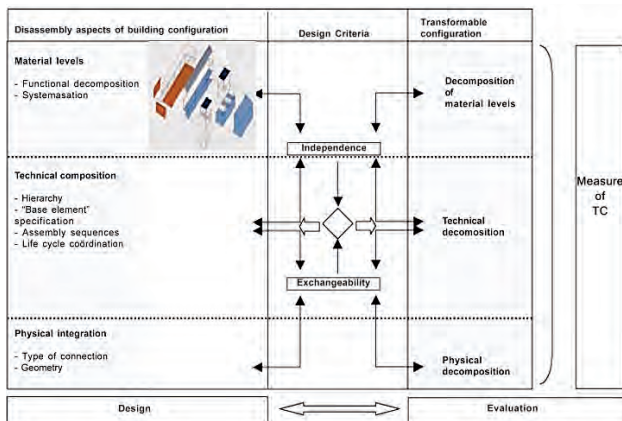 Disassembly aspects of building configuration
Design Criteria
Transformable
configuration
Material levels
- Functional decomposition
- Systemasation
Decomposition
of
material levels
Independence
Technical composition
- Hierarchy
- "Base element"
specification
- Assembly sequences
- Life cycle coördination
Technical
decomosition
Exchangeability
Physical integration
- Type of connection
- Geometry
Physical
decomposition
Measure
of
TC
Design
Evaluation